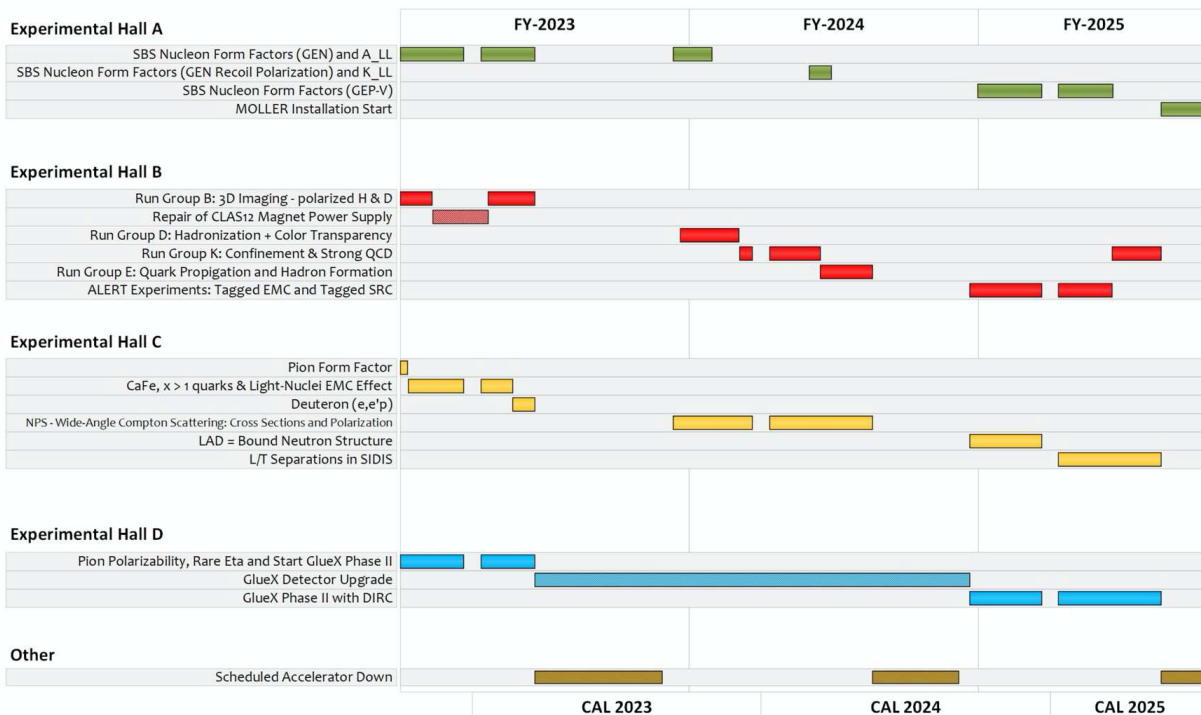 Experimental Hall A
FY-2023
FY-2024
FY-2025
SBS Nucleon Form Factors (GEN) and A_LL
SBS Nucleon Form Factors (GEN Recoil Polarization) and K_LL
SBS Nucleon Form Factors (GEP-V)
MOLLER Installation Start
Experimental Hall B
Run Group B: 3D Imaging - polarized H & D
Repair of CLAS12 Magnet Power Supply
Run Group D: Hadronization + Color Transparency
Run Group K: Confinement & Strong QCD
Run Group E: Quark Propigation and Hadron Formation
ALERT Experiments: Tagged EMC and Tagged SRC
Experimental Hall C
Pion Form Factor
CaFe, x > 1 quarks & Light-Nuclei EMC Effect
Deuteron (e,e'p)
NPS - Wide-Angle Compton Scattering: Cross Sections and Polarization
LAD = Bound Neutron Structure
L/T Separations in SIDIS
Experimental Hall D
Pion Polarizability, Rare Eta and Start GlueX Phase II
GlueX Detector Upgrade
GlueX Phase II with DIRC
Other
Scheduled Accelerator Down
CAL 2023
CAL 2024
CAL 2025